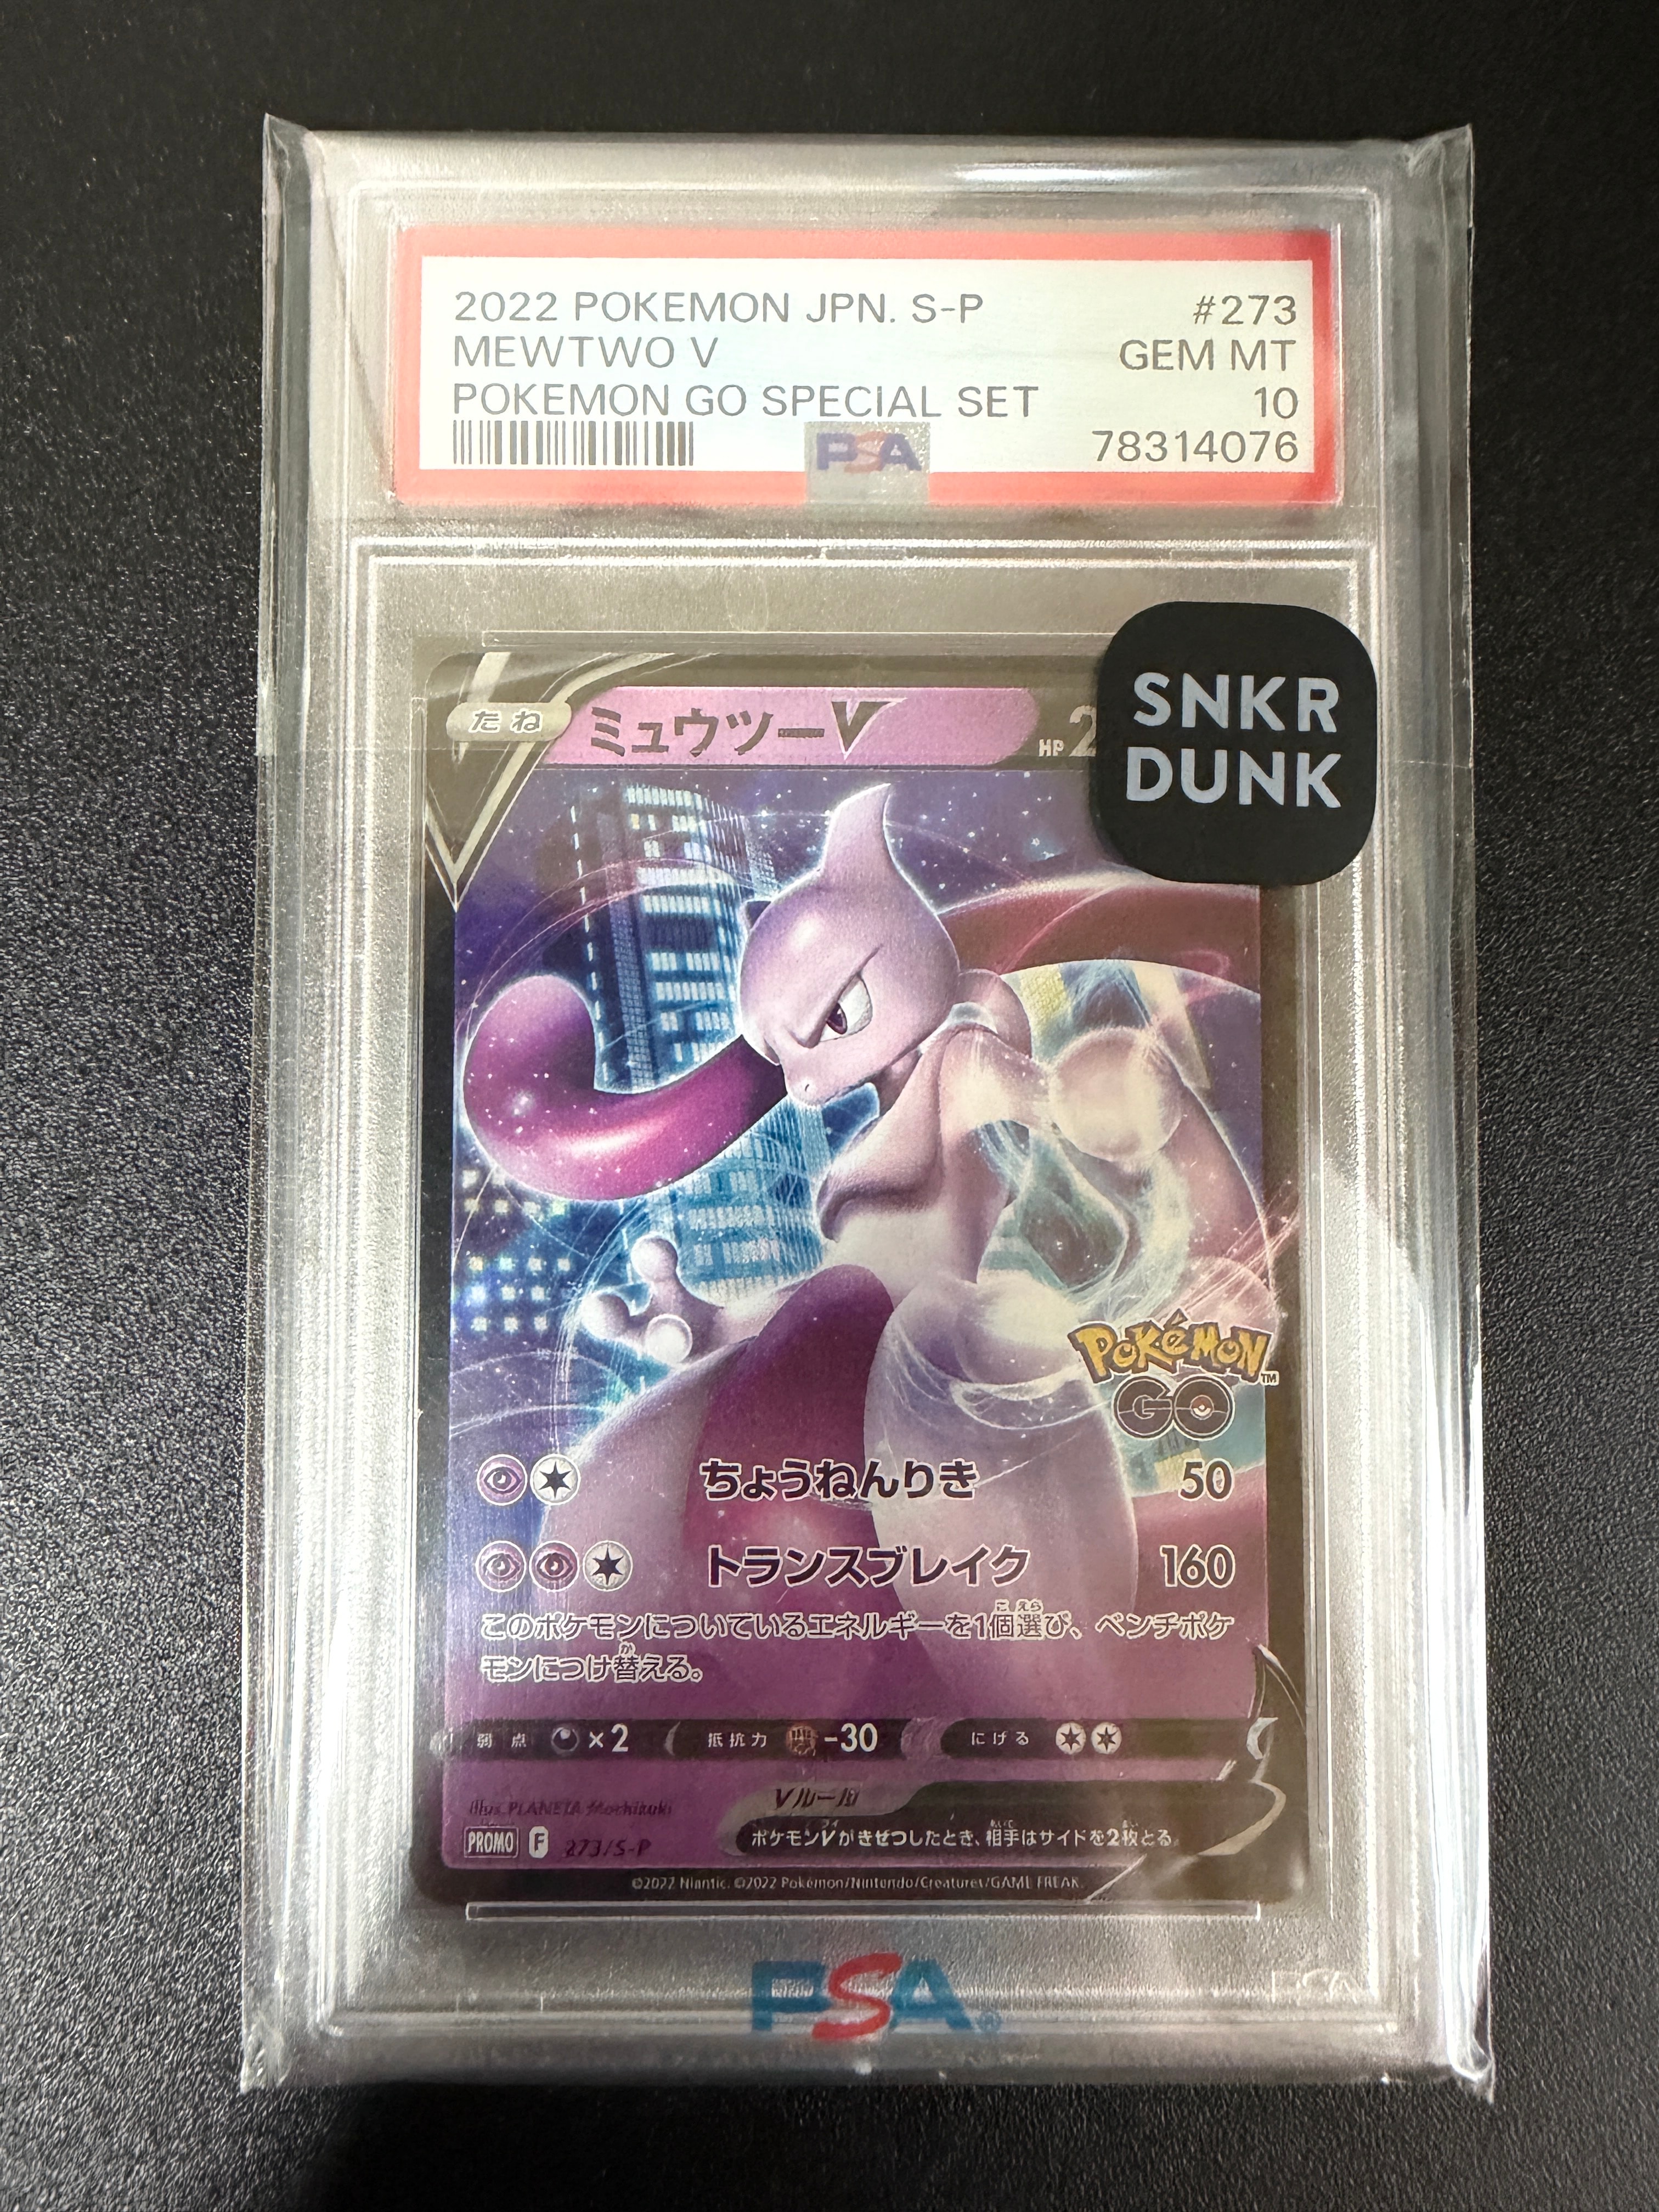 2022 POKEMON JPN. S-P #273
MEWTWO V GEM MT
POKEMON GO SPECIAL SET 10
PSA 78314076
SNKR
DUNK
たね ミュウツーV HP 2
Pokémon™
GO
ちょうねんりき 50
トランスブレイク 160
このポケモンについているエネルギーを1個選び、ベンチポケ
モンにつけ替える。
弱点 ×2 抵抗力 -30 にげる
Illus. PLANETA Mochizuki
Vルール
PROMO F 273/S-P
ポケモンVがきぜつしたとき、相手はサイドを2枚とる。
©2022 Niantic. ©2022 Pokémon/Nintendo/Creatures/GAME FREAK.
PSA®